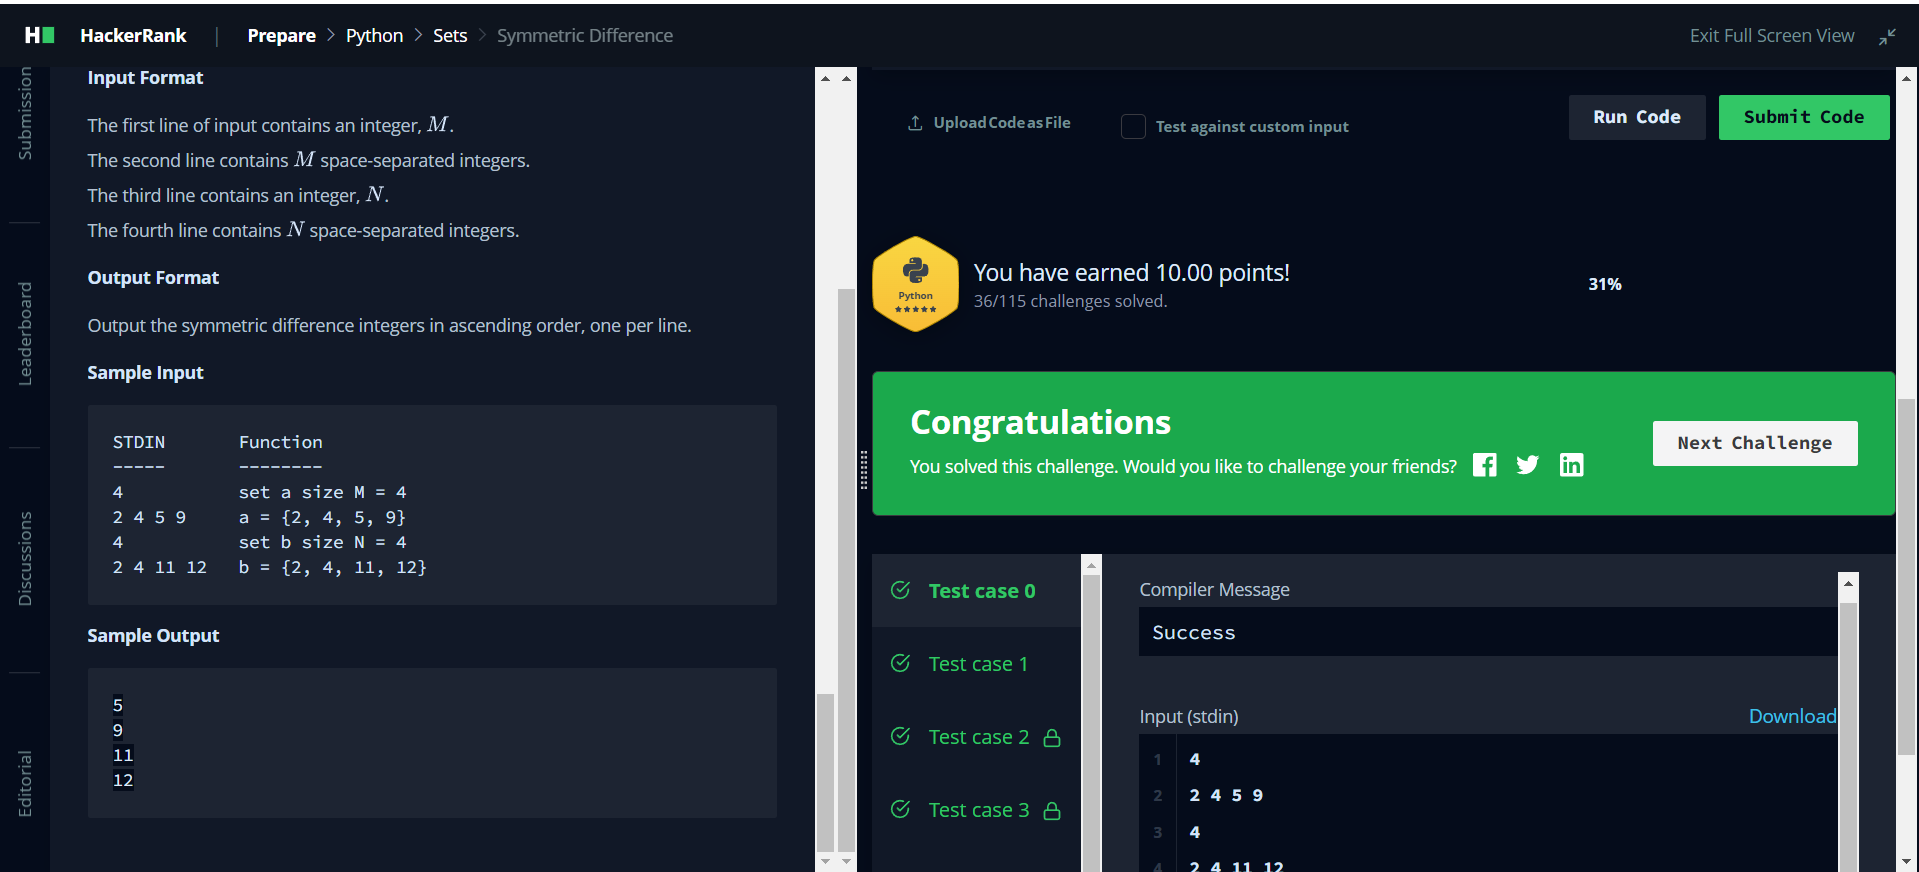 HackerRank | Prepare > Python > Sets > Symmetric Difference
Exit Full Screen View
Submission
Leaderboard
Discussions
Editorial
Input Format
The first line of input contains an integer, M.
The second line contains M space-separated integers.
The third line contains an integer, N.
The fourth line contains N space-separated integers.
Output Format
Output the symmetric difference integers in ascending order, one per line.
Sample Input
STDIN       Function
-----       --------
4           set a size M = 4
2 4 5 9     a = {2, 4, 5, 9}
4           set b size N = 4
2 4 11 12   b = {2, 4, 11, 12}
Sample Output
5
9
11
12
Upload Code as File
Test against custom input
Run Code
Submit Code
Python
You have earned 10.00 points!
36/115 challenges solved.
31%
Congratulations
You solved this challenge. Would you like to challenge your friends?
Next Challenge
Test case 0
Test case 1
Test case 2
Test case 3
Compiler Message
Success
Input (stdin)
Download
1 4
2 2 4 5 9
3 4
4 2 4 11 12